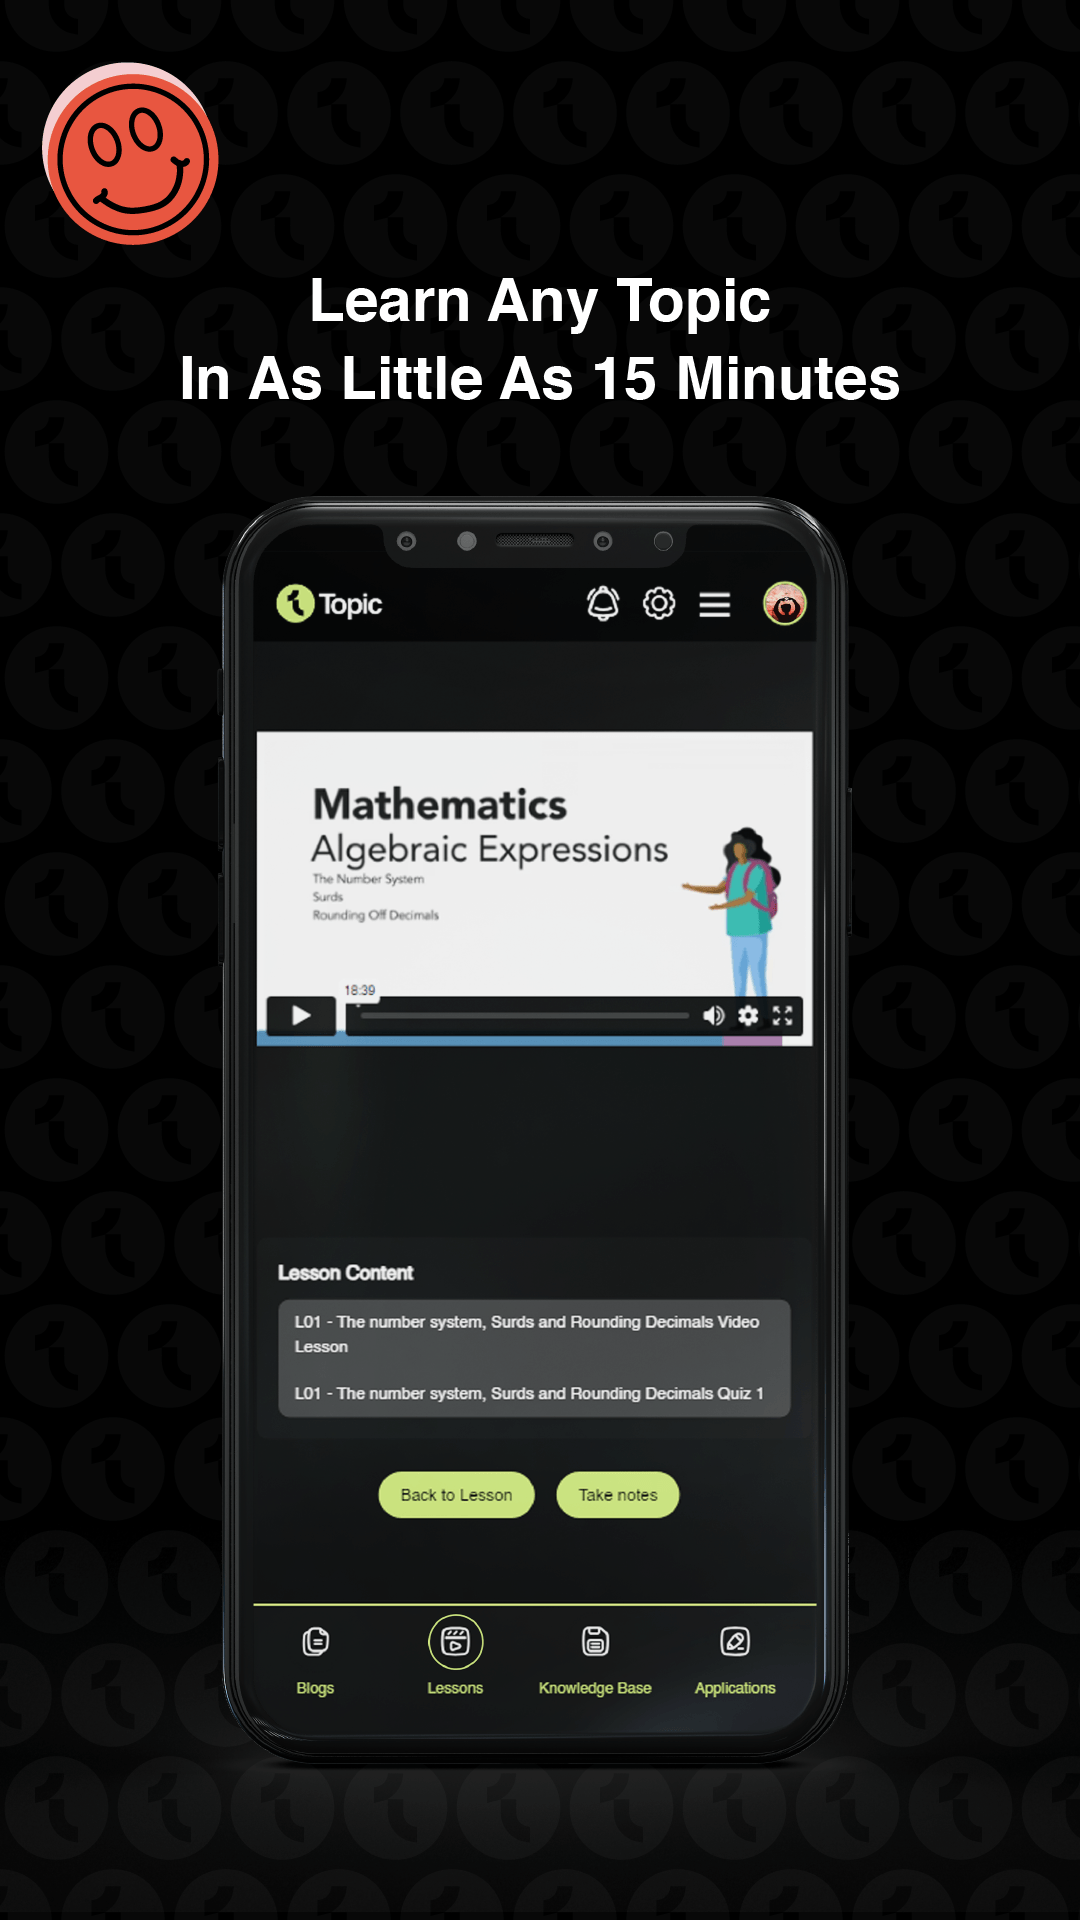 Learn Any Topic
In As Little As 15 Minutes
Topic
Mathematics
Algebraic Expressions
The Number System
Surds
Rounding Off Decimals
18:39
Lesson Content
L01 - The number system, Surds and Rounding Decimals Video
Lesson
L01 - The number system, Surds and Rounding Decimals Quiz 1
Back to Lesson
Take notes
Blogs
Lessons
Knowledge Base
Applications